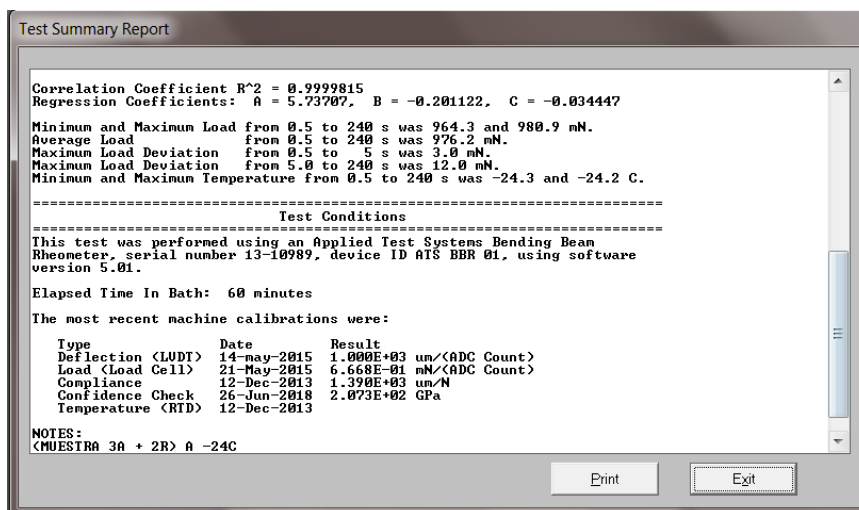 Test Summary Report
Correlation Coefficient R^2 = 0.9999815
Regression Coefficients:  A = 5.73707,  B = -0.201122,  C = -0.034447
Minimum and Maximum Load from 0.5 to 240 s was 964.3 and 980.9 mN.
Average Load              from 0.5 to 240 s was 976.2 mN.
Maximum Load Deviation    from 0.5 to   5 s was 3.0 mN.
Maximum Load Deviation    from 5.0 to 240 s was 12.0 mN.
Minimum and Maximum Temperature from 0.5 to 240 s was -24.3 and -24.2 C.
===========================================================================
Test Conditions
===========================================================================
This test was performed using an Applied Test Systems Bending Beam
Rheometer, serial number 13-10989, device ID ATS BBR 01, using software
version 5.01.
Elapsed Time In Bath:  60 minutes
The most recent machine calibrations were:
Type               Date         Result
Deflection (LVDT)  14-may-2015  1.000E+03 um/(ADC Count)
Load (Load Cell)   21-May-2015  6.668E-01 mN/(ADC Count)
Compliance         12-Dec-2013  1.390E+03 um/N
Confidence Check   26-Jun-2018  2.073E+02 GPa
Temperature (RTD)  12-Dec-2013
NOTES:
(MUESTRA 3A + 2R) A -24C
Print Exit